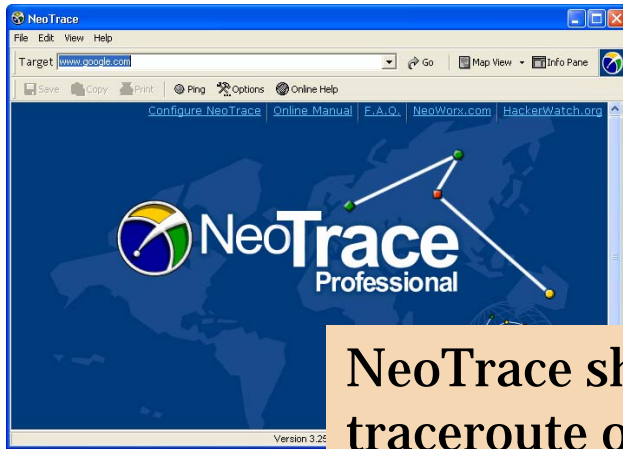 NeoTrace
File Edit View Help
Target www.google.com Go Map View Info Pane
Save Copy Print Ping Options Online Help
Configure NeoTrace Online Manual F.A.Q. NeoWorx.com HackerWatch.org
NeoTrace
Professional
Version 3.25
NeoTrace
traceroute